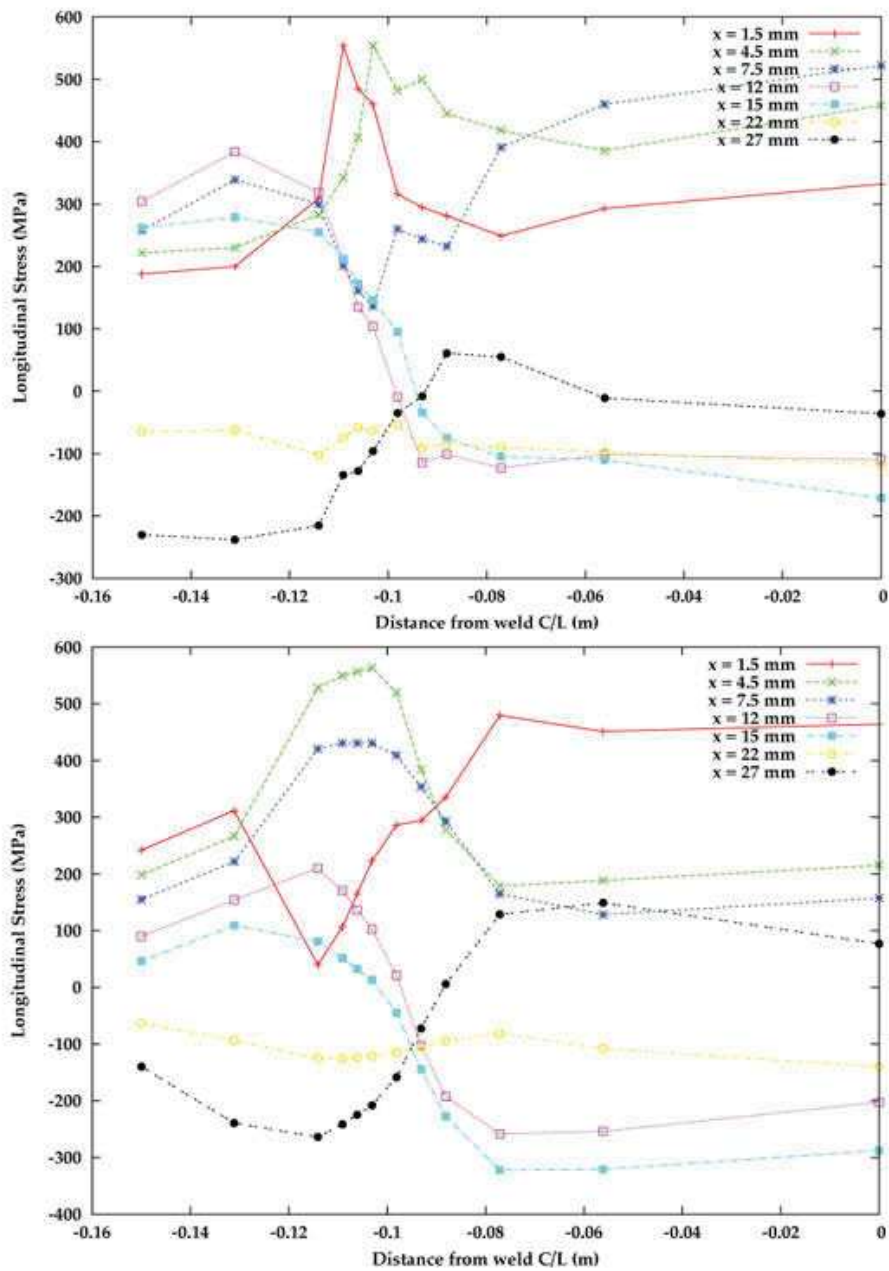 600
500
400
300
200
100
0
-100
-200
-300
Longitudinal Stress (MPa)
x = 1.5 mm
x = 4.5 mm
x = 7.5 mm
x = 12 mm
x = 15 mm
x = 22 mm
x = 27 mm
-0.16 -0.14 -0.12 -0.1 -0.08 -0.06 -0.04 -0.02 0
Distance from weld C/L (m)
600
500
400
300
200
100
0
-100
-200
-300
-400
Longitudinal Stress (MPa)
x = 1.5 mm
x = 4.5 mm
x = 7.5 mm
x = 12 mm
x = 15 mm
x = 22 mm
x = 27 mm
-0.16 -0.14 -0.12 -0.1 -0.08 -0.06 -0.04 -0.02 0
Distance from weld C/L (m)